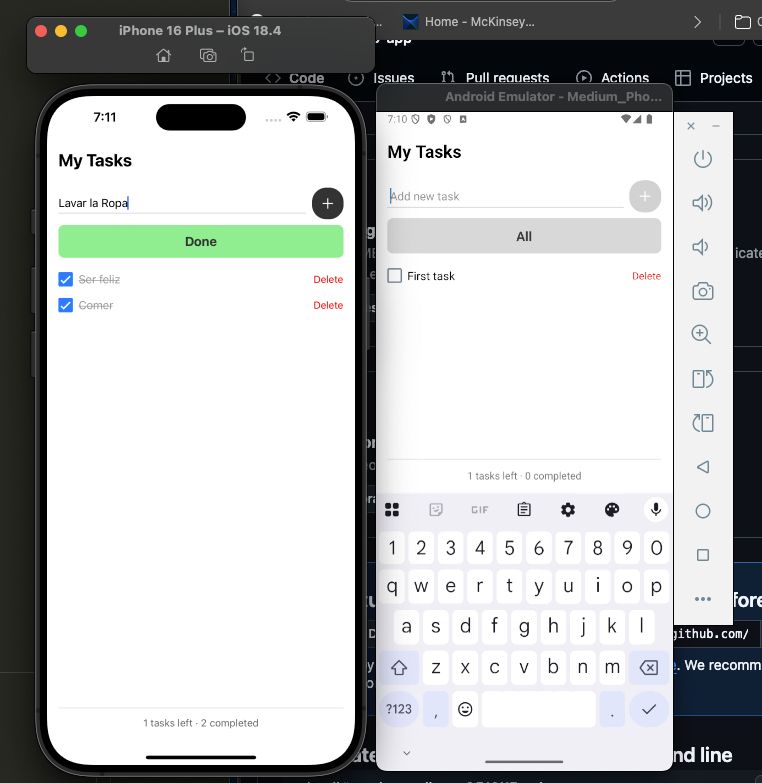 iPhone 16 Plus – iOS 18.4
Home - McKinsey...
app
Code
Issues
Pull requests
Actions
Projects
7:11
My Tasks
Lavar la Ropa
+
Done
Ser feliz
Delete
Comer
Delete
1 tasks left · 2 completed
Android Emulator - Medium_Pho...
7:10
My Tasks
Add new task
+
All
First task
Delete
1 tasks left · 0 completed
GIF
1 2 3 4 5 6 7 8 9 0
q w e r t y u i o p
a s d f g h j k l
z x c v b n m
?123 , .
icate
fore
github.com/
. We recomm
nd line